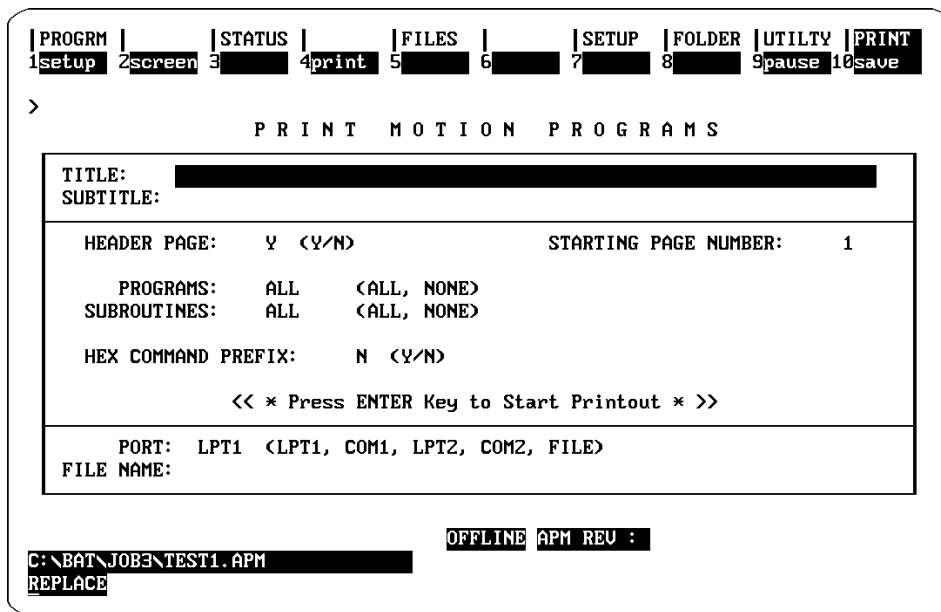 |PROGRM | |STATUS | |FILES | |SETUP |FOLDER |UTILTY |PRINT
1setup 2screen 3 4print 5 6 7 8 9pause 10save
>
P R I N T M O T I O N P R O G R A M S
TITLE:
SUBTITLE:
HEADER PAGE: Y (Y/N) STARTING PAGE NUMBER: 1
PROGRAMS: ALL (ALL, NONE)
SUBROUTINES: ALL (ALL, NONE)
HEX COMMAND PREFIX: N (Y/N)
<< * Press ENTER Key to Start Printout * >>
PORT: LPT1 (LPT1, COM1, LPT2, COM2, FILE)
FILE NAME:
OFFLINE APM REV :
C:\BAT\JOB3\TEST1.APM
REPLACE